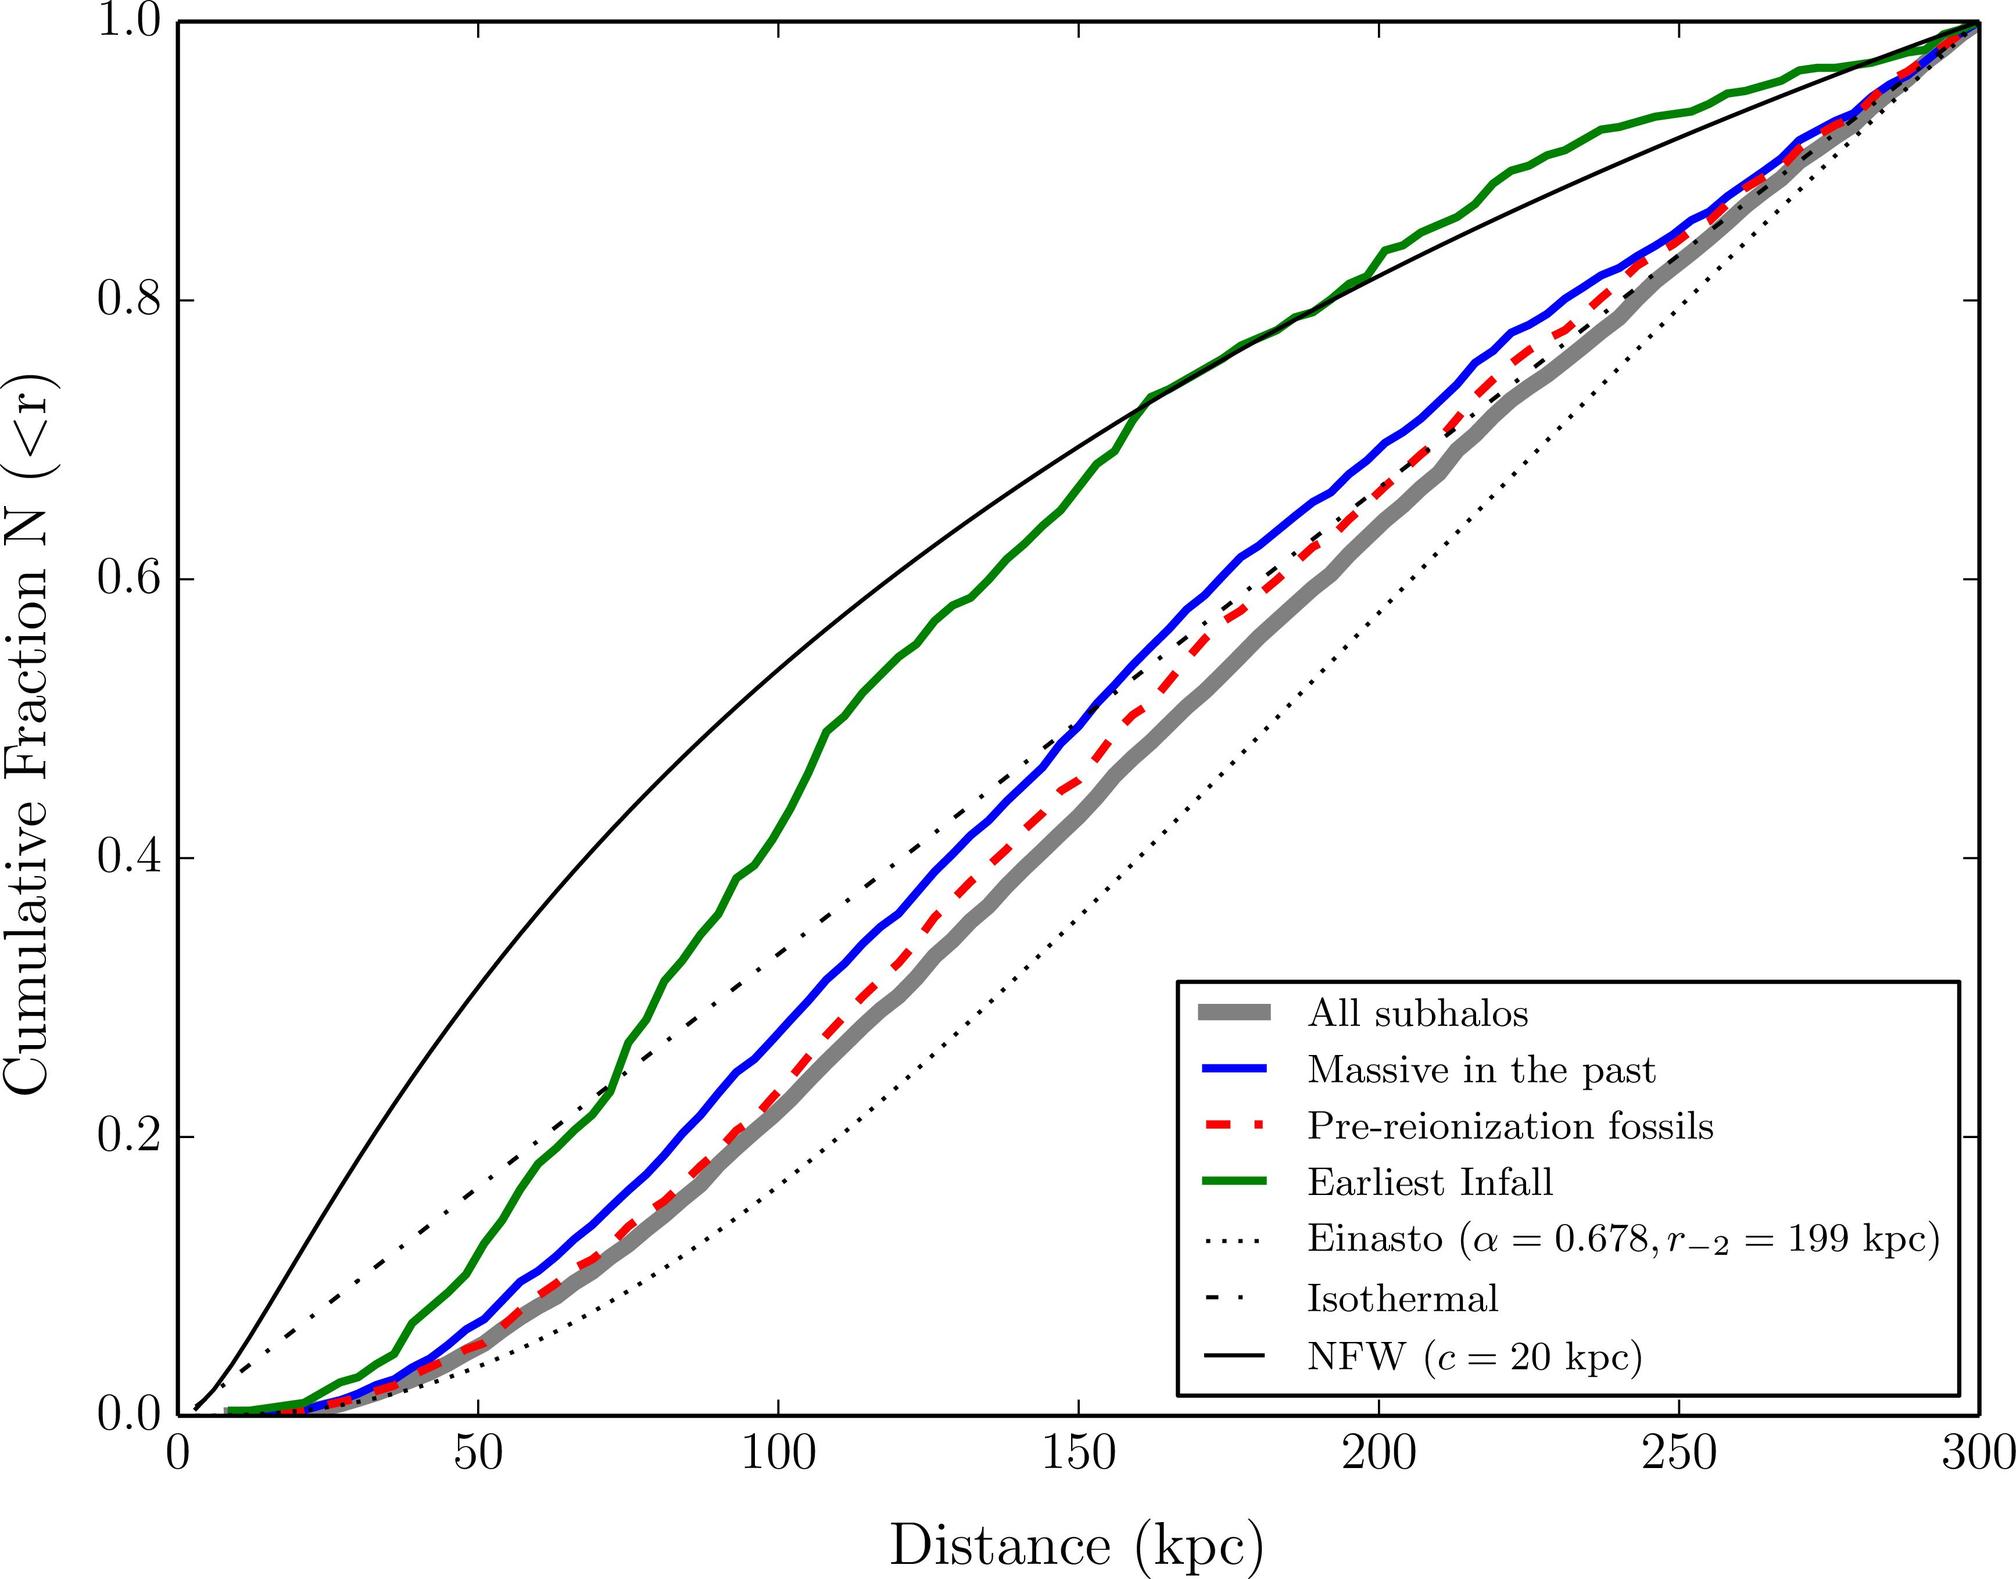 1.0
0.8
0.6
0.4
0.2
0.0
Cumulative Fraction N (<r)
All subhalos
Massive in the past
Pre-reionization fossils
Earliest Infall
Einasto (α = 0.678, r₋₂ = 199 kpc)
Isothermal
NFW (c = 20 kpc)
0 50 100 150 200 250 300
Distance (kpc)